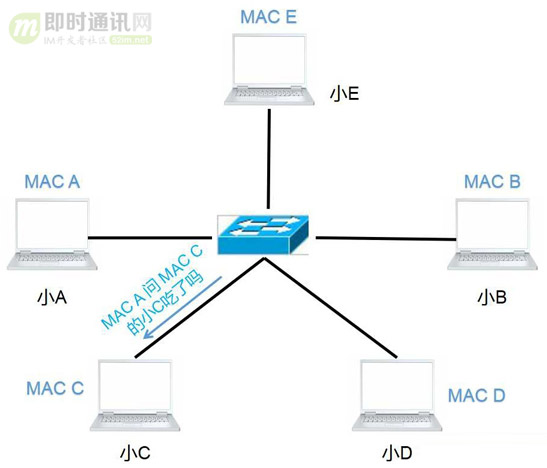 即时通讯网
IM开发者社区 52im.net
MAC E
小E
MAC A
小A
MAC B
小B
MAC A 问 MAC C
的小C吃了吗
MAC C
小C
MAC D
小D